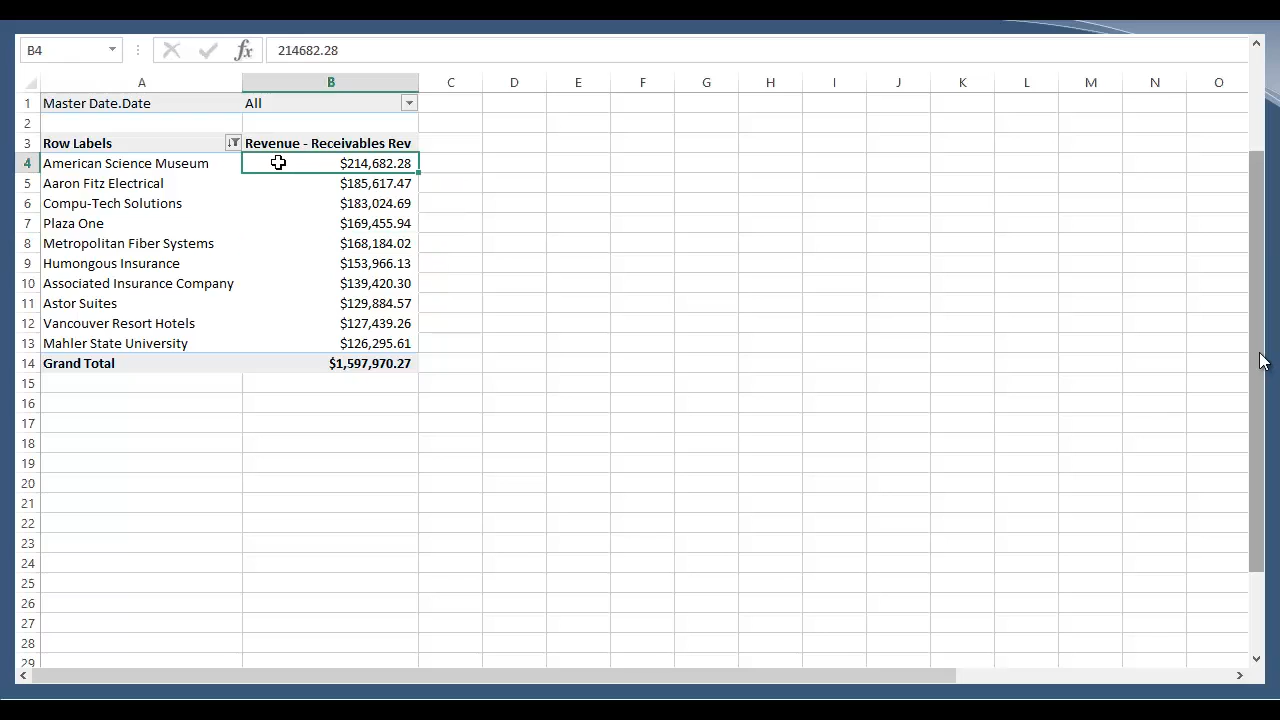 B4 fx 214682.28
A B C D E F G H I J K L M N O
1 Master Date.Date All
2
3 Row Labels Revenue - Receivables Rev
4 American Science Museum $214,682.28
5 Aaron Fitz Electrical $185,617.47
6 Compu-Tech Solutions $183,024.69
7 Plaza One $169,455.94
8 Metropolitan Fiber Systems $168,184.02
9 Humongous Insurance $153,966.13
10 Associated Insurance Company $139,420.30
11 Astor Suites $129,884.57
12 Vancouver Resort Hotels $127,439.26
13 Mahler State University $126,295.61
14 Grand Total $1,597,970.27
15
16
17
18
19
20
21
22
23
24
25
26
27
28
29